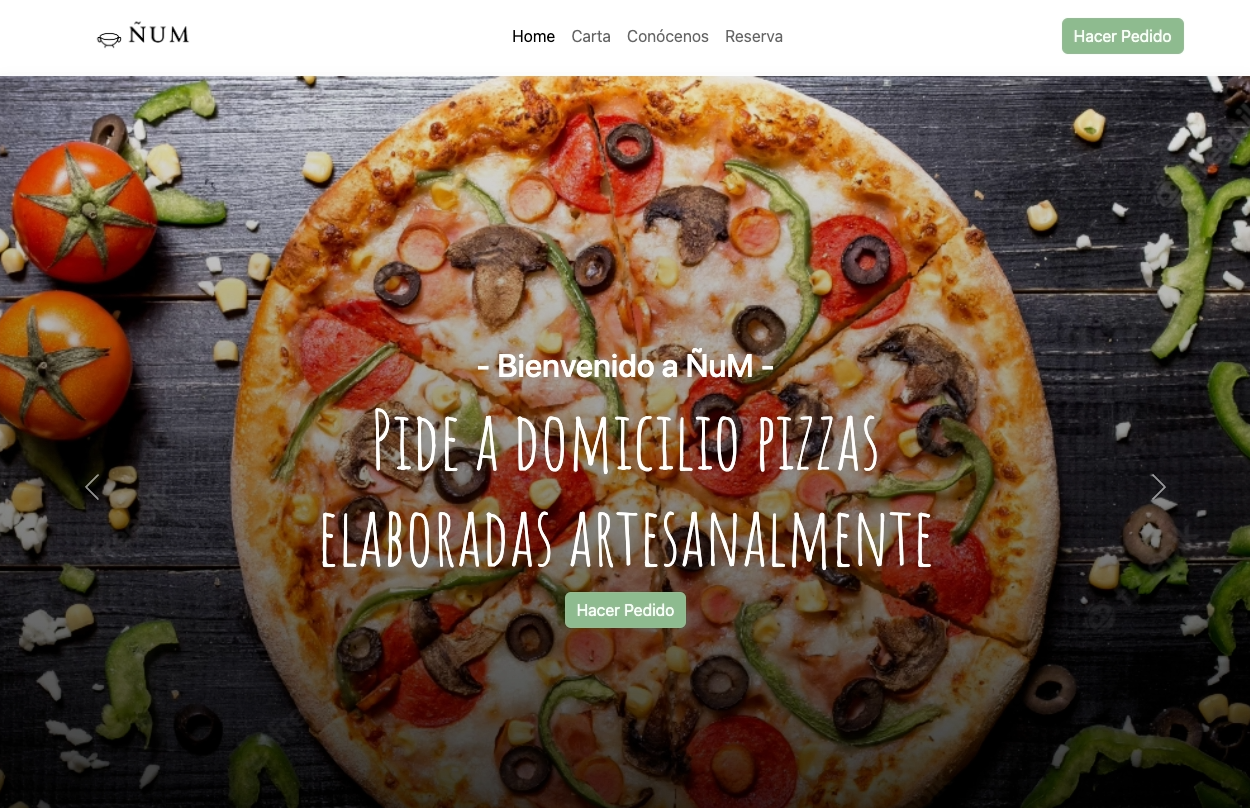 ÑUM
Home Carta Conócenos Reserva
Hacer Pedido
- Bienvenido a ÑuM -
Pide a domicilio pizzas
elaboradas artesanalmente
Hacer Pedido